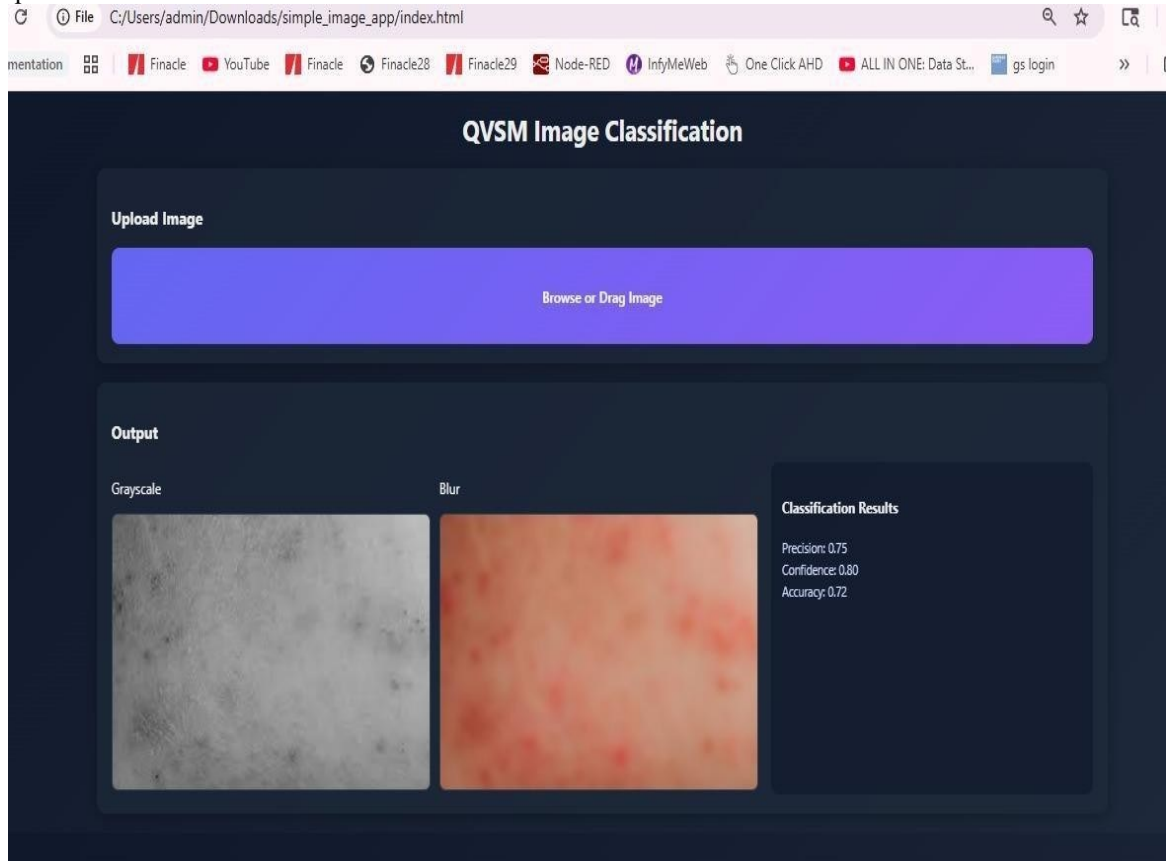 File C:/Users/admin/Downloads/simple_image_app/index.html
mentation Finacle YouTube Finacle Finacle28 Finacle29 Node-RED InfyMeWeb One Click AHD ALL IN ONE: Data St... gs login »
QVSM Image Classification
Upload Image
Browse or Drag Image
Output
Grayscale
Blur
Classification Results
Precision: 0.75
Confidence: 0.80
Accuracy: 0.72